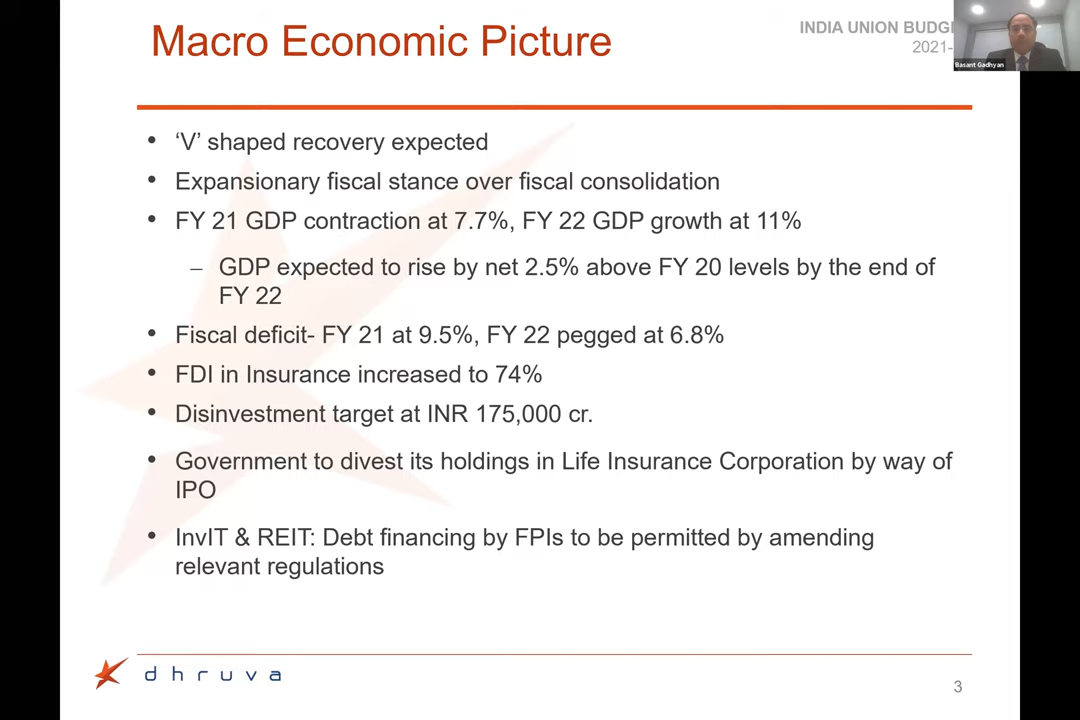 Macro Economic Picture
INDIA UNION
2021-
Basant Gadhyan
• ‘V’ shaped recovery expected
• Expansionary fiscal stance over fiscal consolidation
• FY 21 GDP contraction at 7.7%, FY 22 GDP growth at 11%
– GDP expected to rise by net 2.5% above FY 20 levels by the end of
FY 22
• Fiscal deficit- FY 21 at 9.5%, FY 22 pegged at 6.8%
• FDI in Insurance increased to 74%
• Disinvestment target at INR 175,000 cr.
• Government to divest its holdings in Life Insurance Corporation by way of
IPO
• InvIT & REIT: Debt financing by FPIs to be permitted by amending
relevant regulations
dhruva
3